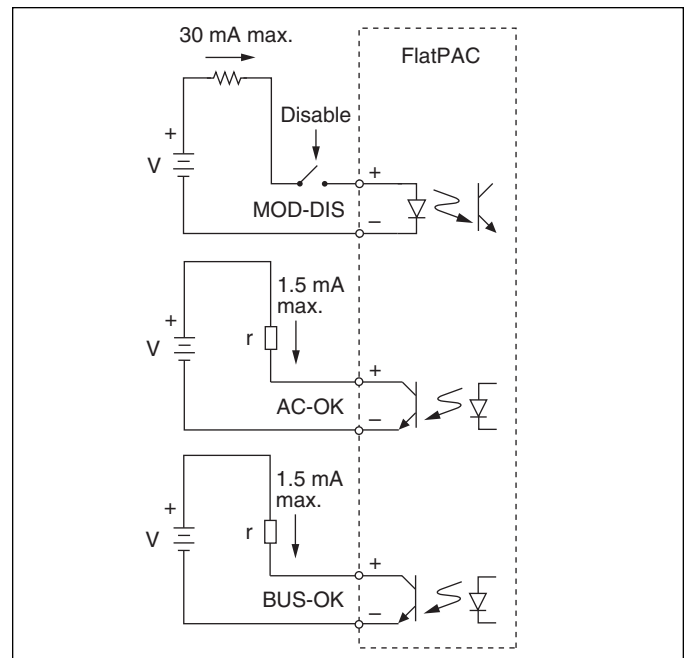 30 mA max.
FlatPAC
Disable
+
V
+
MOD-DIS
–
1.5 mA
max.
+
V
r
+
AC-OK
–
1.5 mA
max.
+
V
r
+
BUS-OK
–